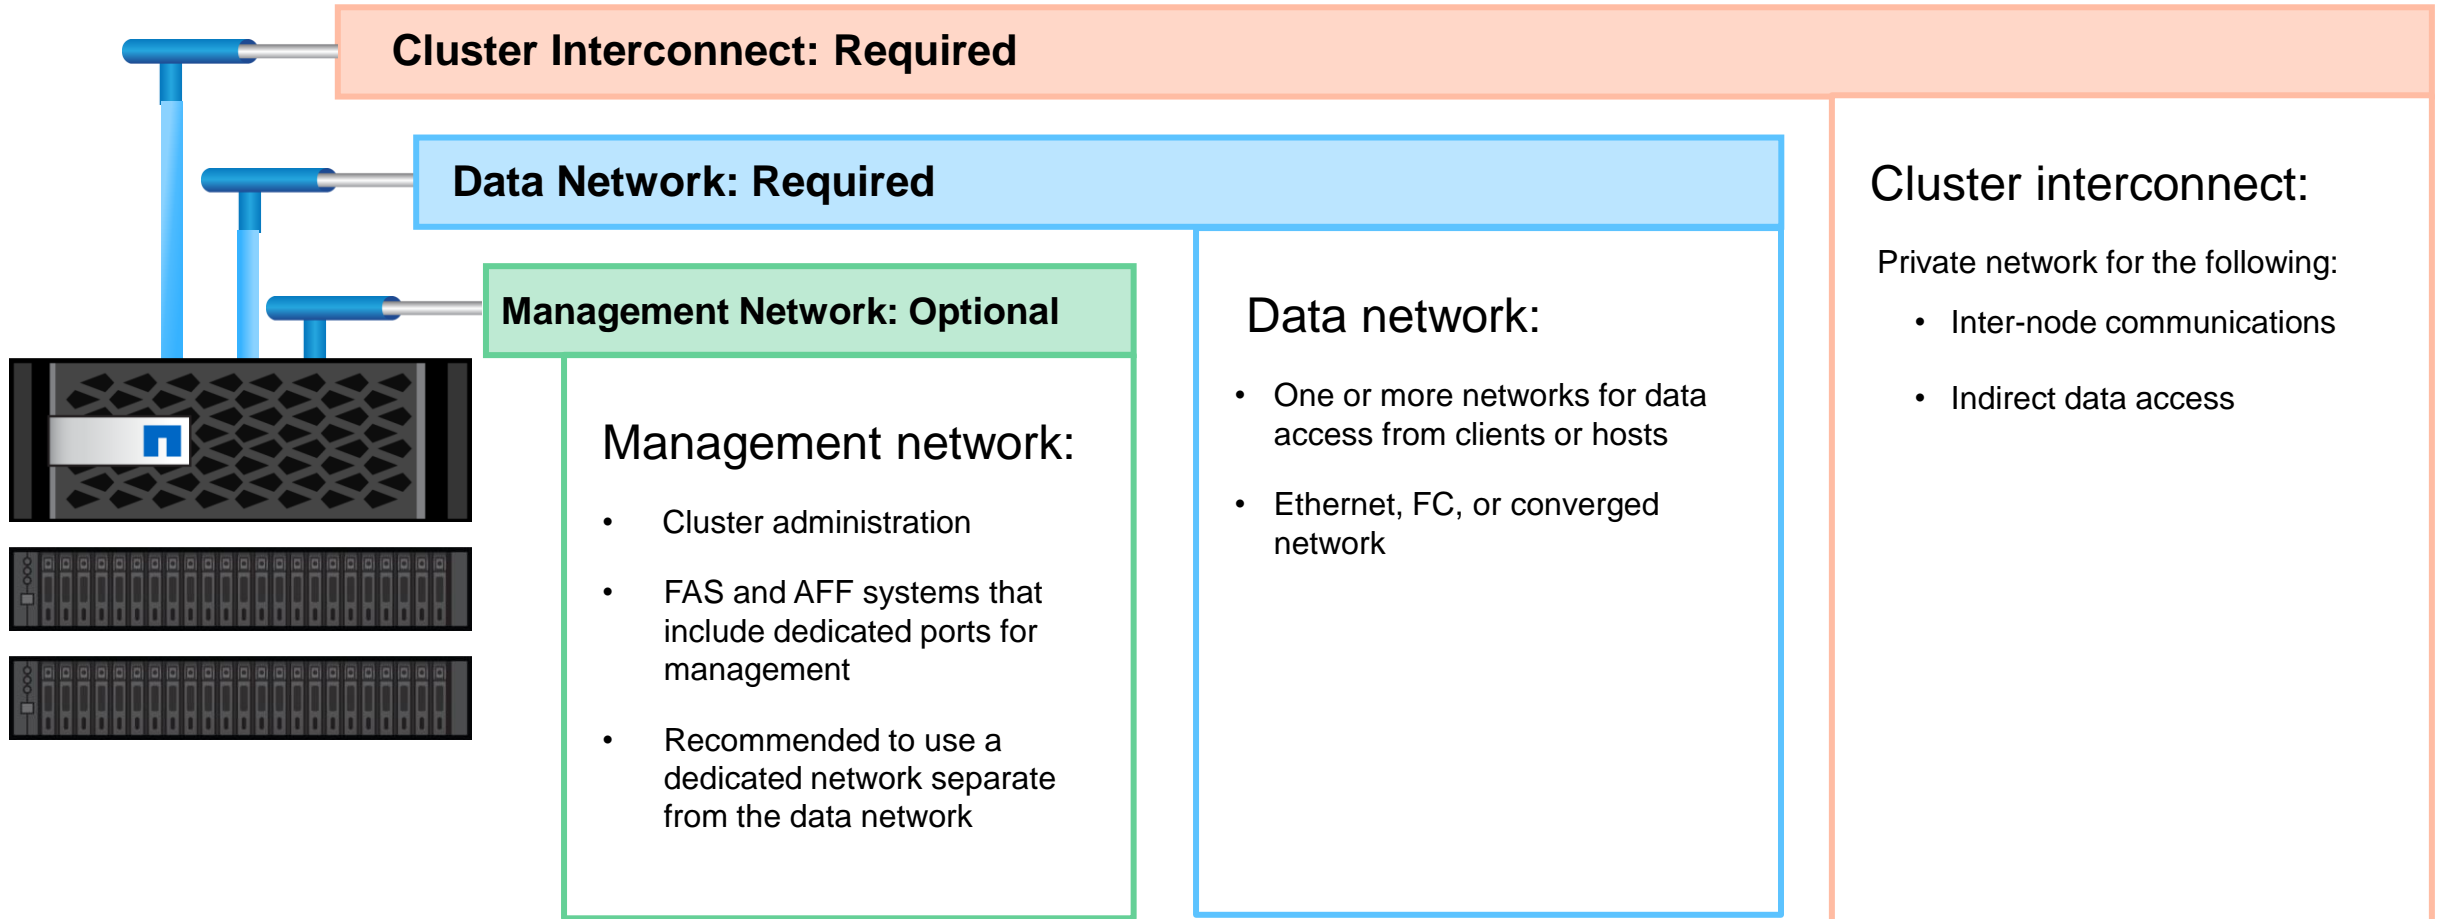 Cluster Interconnect: Required
Data Network: Required
Management Network: Optional
Management network:
• Cluster administration
• FAS and AFF systems that
include dedicated ports for
management
• Recommended to use a
dedicated network separate
from the data network
Data network:
• One or more networks for data
access from clients or hosts
• Ethernet, FC, or converged
network
Cluster interconnect:
Private network for the following:
• Inter-node communications
• Indirect data access